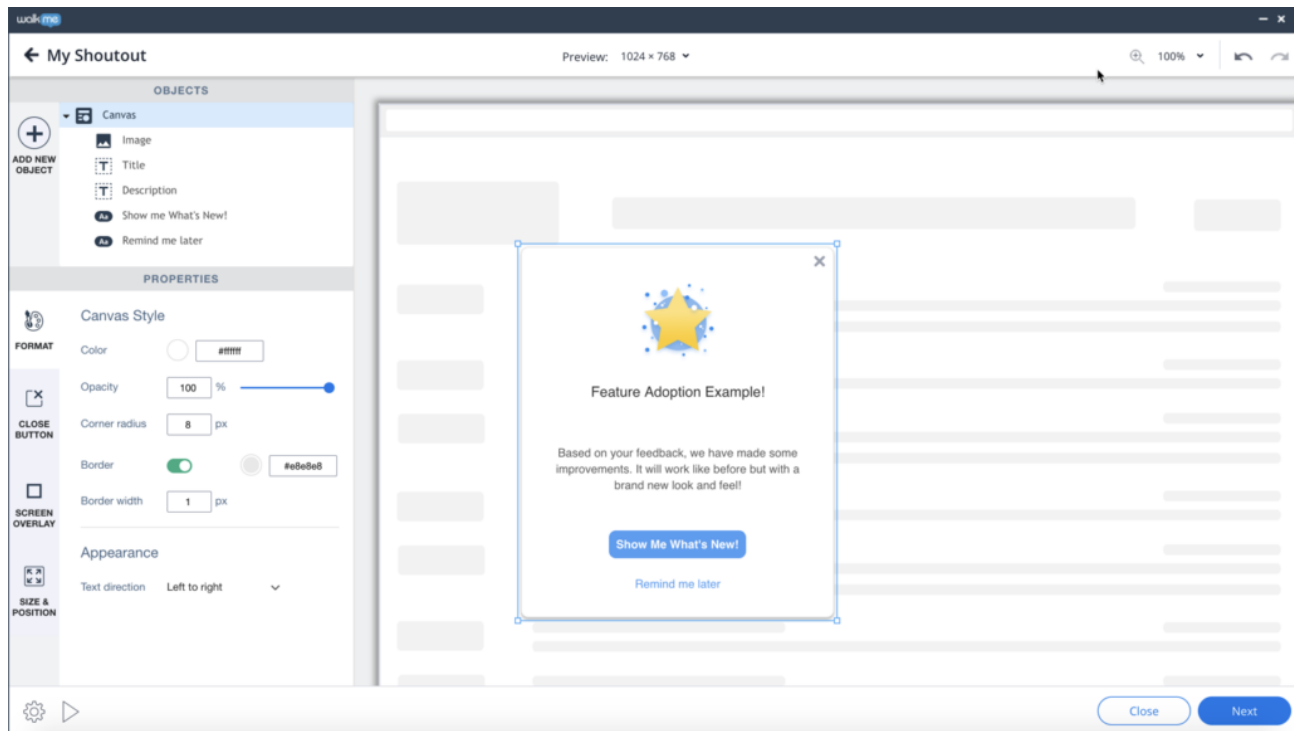 walkme
My Shoutout
Preview: 1024 × 768
100%
OBJECTS
ADD NEW
OBJECT
Canvas
Image
Title
Description
Aa Show me What's New!
Aa Remind me later
PROPERTIES
FORMAT
CLOSE
BUTTON
SCREEN
OVERLAY
SIZE &
POSITION
Canvas Style
Color #ffffff
Opacity 100 %
Corner radius 8 px
Border #e8e8e8
Border width 1 px
Appearance
Text direction Left to right
Feature Adoption Example!
Based on your feedback, we have made some
improvements. It will work like before but with a
brand new look and feel!
Show Me What's New!
Remind me later
Close
Next